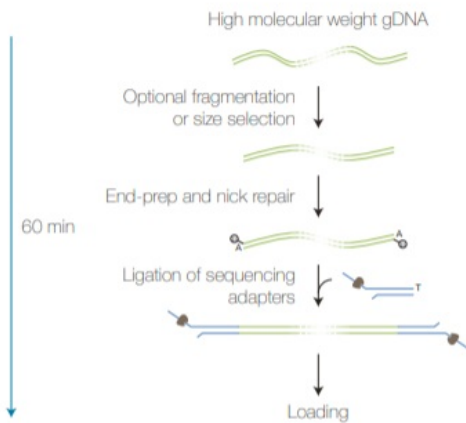 High molecular weight gDNA
Optional fragmentation
or size selection
End-prep and nick repair
60 min
A
A
Ligation of sequencing
adapters
T
Loading